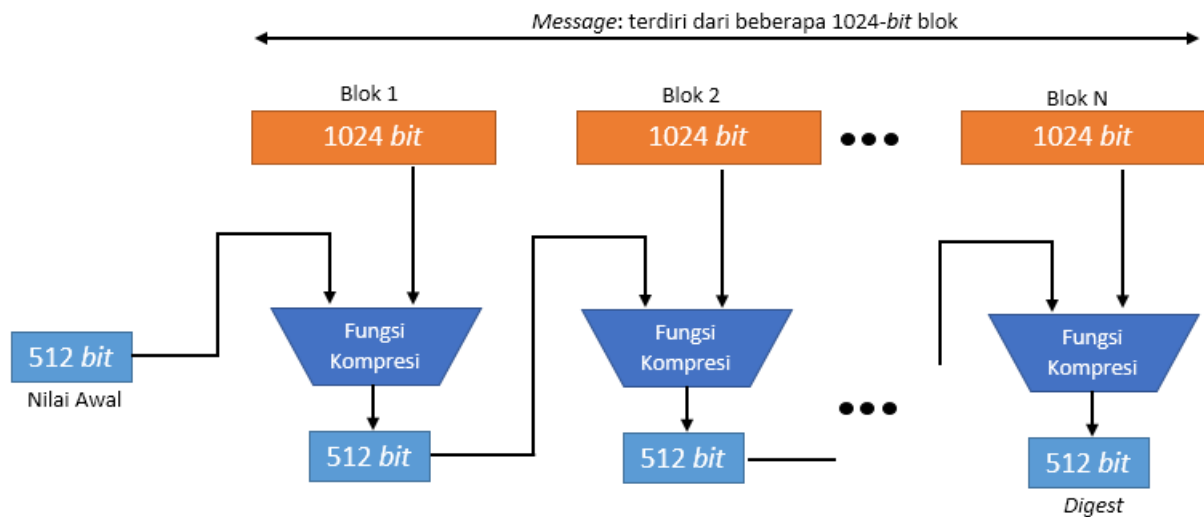 Message: terdiri dari beberapa 1024-bit blok
Blok 1
Blok 2
Blok N
1024 bit
1024 bit
1024 bit
Fungsi
Kompresi
Fungsi
Kompresi
Fungsi
Kompresi
512 bit
Nilai Awal
512 bit
512 bit
512 bit
Digest